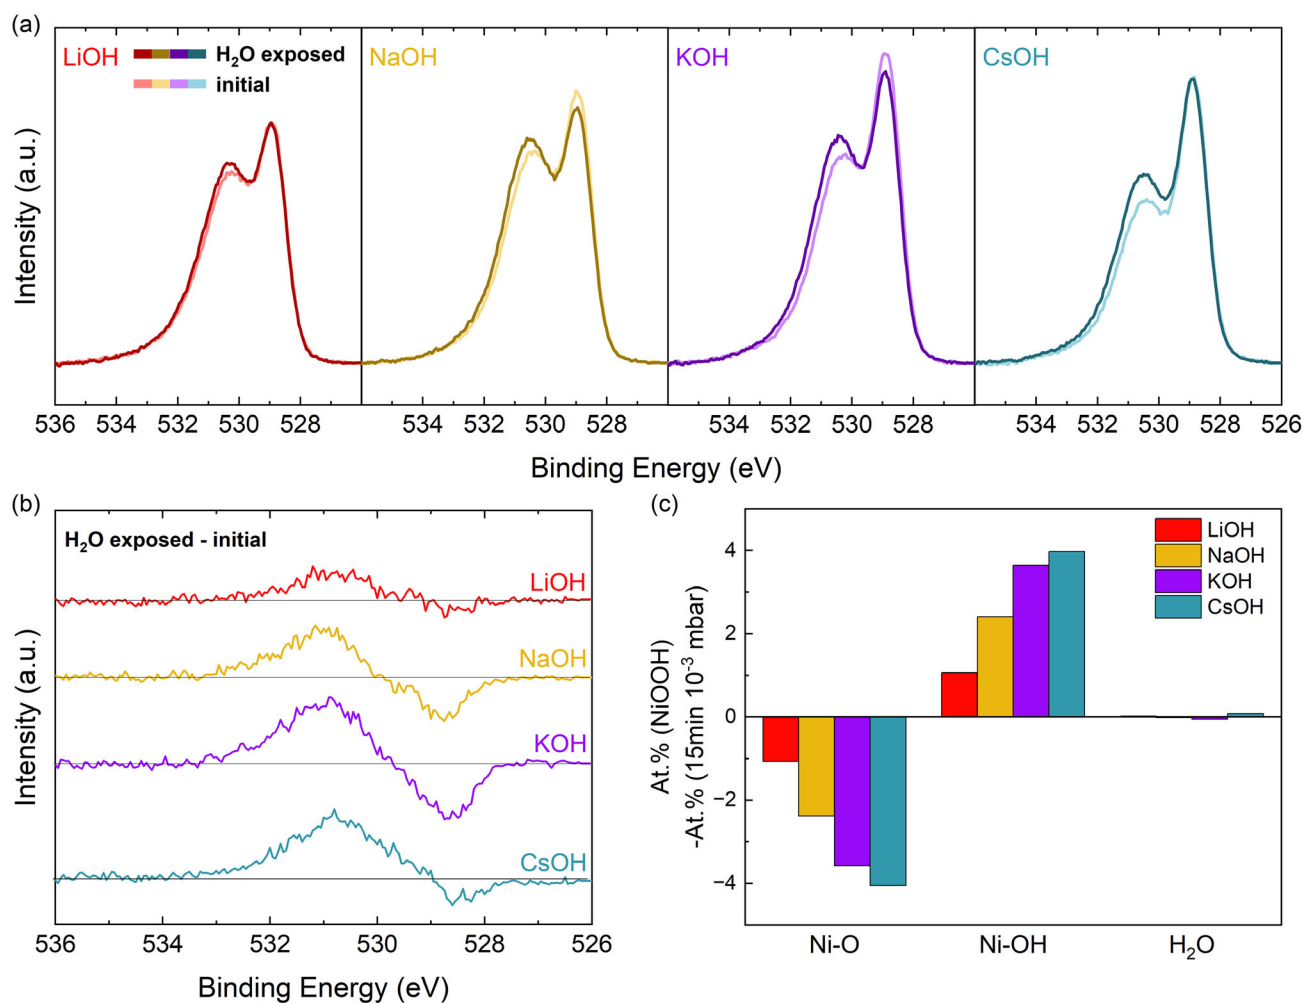 (a)
LiOH
H₂O exposed
initial
NaOH
KOH
CsOH
Intensity (a.u.)
536 534 532 530 528 534 532 530 528 534 532 530 528 534 532 530 528 526
Binding Energy (eV)
(b)
H₂O exposed - initial
LiOH
NaOH
KOH
CsOH
Intensity (a.u.)
536 534 532 530 528 526
Binding Energy (eV)
(c)
LiOH
NaOH
KOH
CsOH
At.% (NiOOH)
-At.% (15min 10⁻³ mbar)
4
2
0
−2
−4
Ni-O Ni-OH H₂O